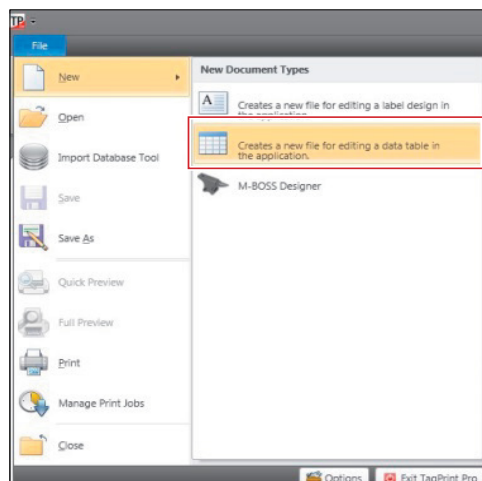 TP
File
New
New Document Types
Creates a new file for editing a label design in
the application.
Open
Creates a new file for editing a data table in
the application.
Import Database Tool
M-BOSS Designer
Save
Save As
Quick Preview
Full Preview
Print
Manage Print Jobs
Close
Options
Exit TagPrint Pro